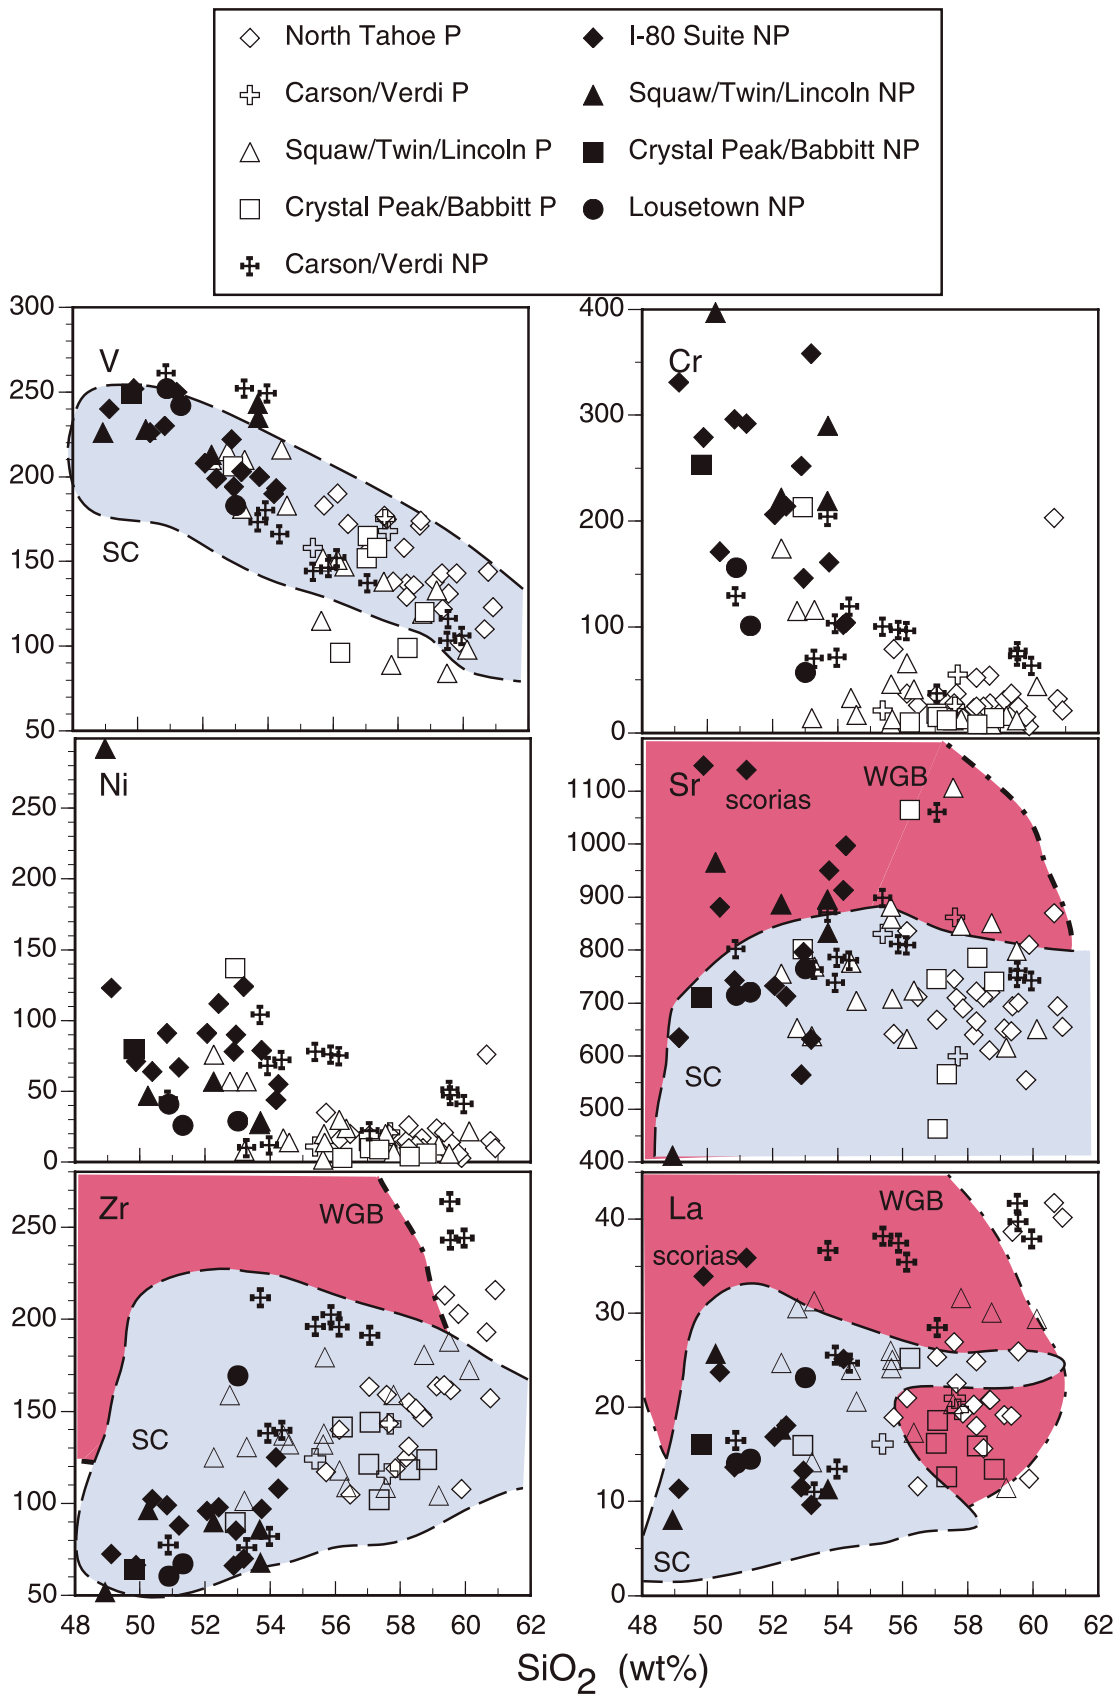 North Tahoe P
I-80 Suite NP
Carson/Verdi P
Squaw/Twin/Lincoln NP
Squaw/Twin/Lincoln P
Crystal Peak/Babbitt NP
Crystal Peak/Babbitt P
Lousetown NP
Carson/Verdi NP
300
250
200
150
100
50
V
SC
400
300
200
100
0
Cr
250
200
150
100
50
0
Ni
1100
1000
900
800
700
600
500
400
Sr
scorias
WGB
SC
250
200
150
100
50
Zr
WGB
SC
48
50
52
54
56
58
60
62
40
30
20
10
0
La
scorias
WGB
SC
48
50
52
54
56
58
60
62
SiO2 (wt%)